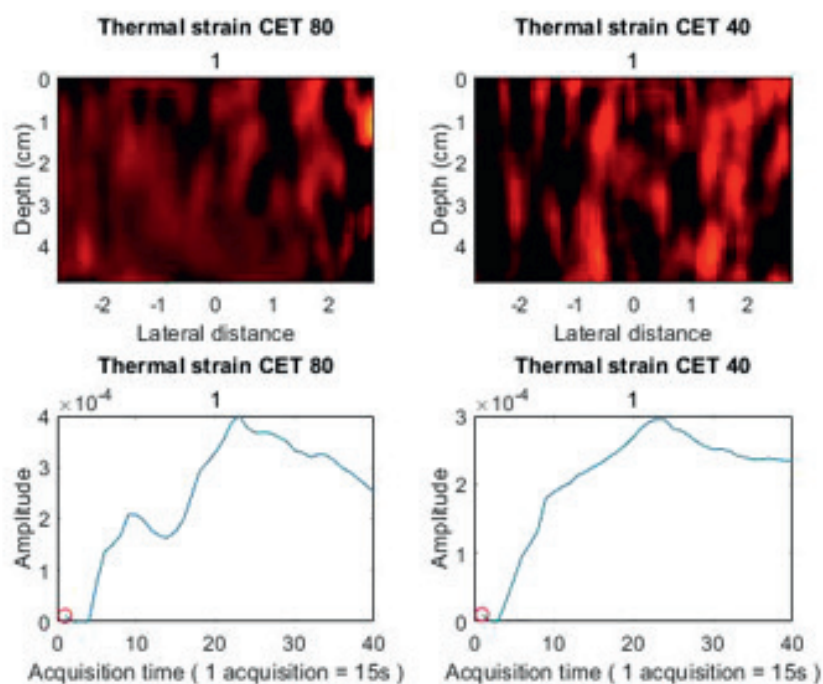 Thermal strain CET 80
1
0
1
2
3
4
Depth (cm)
-2 -1 0 1 2
Lateral distance
Thermal strain CET 40
1
0
1
2
3
4
Depth (cm)
-2 -1 0 1 2
Lateral distance
Thermal strain CET 80
1
×10⁻⁴
4
3
2
1
0
Amplitude
0 10 20 30 40
Acquisition time ( 1 acquisition = 15s )
Thermal strain CET 40
1
×10⁻⁴
3
2
1
0
Amplitude
0 10 20 30 40
Acquisition time ( 1 acquisition = 15s )